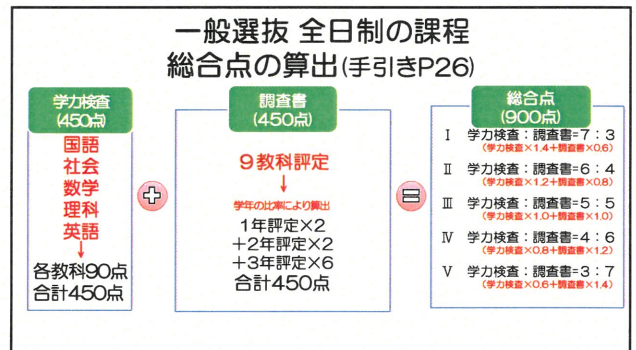 一般選抜 全日制の課程
総合点の算出(手引きP26)
学力検査
(450点)
国語
社会
数学
理科
英語
↓
各教科90点
合計450点
+
調査書
(450点)
9教科評定
↓
学年の比率により算出
1年評定×2
+2年評定×2
+3年評定×6
合計450点
=
総合点
(900点)
Ⅰ 学力検査:調査書=7:3
(学力検査×1.4+調査書×0.6)
Ⅱ 学力検査:調査書=6:4
(学力検査×1.2+調査書×0.8)
Ⅲ 学力検査:調査書=5:5
(学力検査×1.0+調査書×1.0)
Ⅳ 学力検査:調査書=4:6
(学力検査×0.8+調査書×1.2)
Ⅴ 学力検査:調査書=3:7
(学力検査×0.6+調査書×1.4)